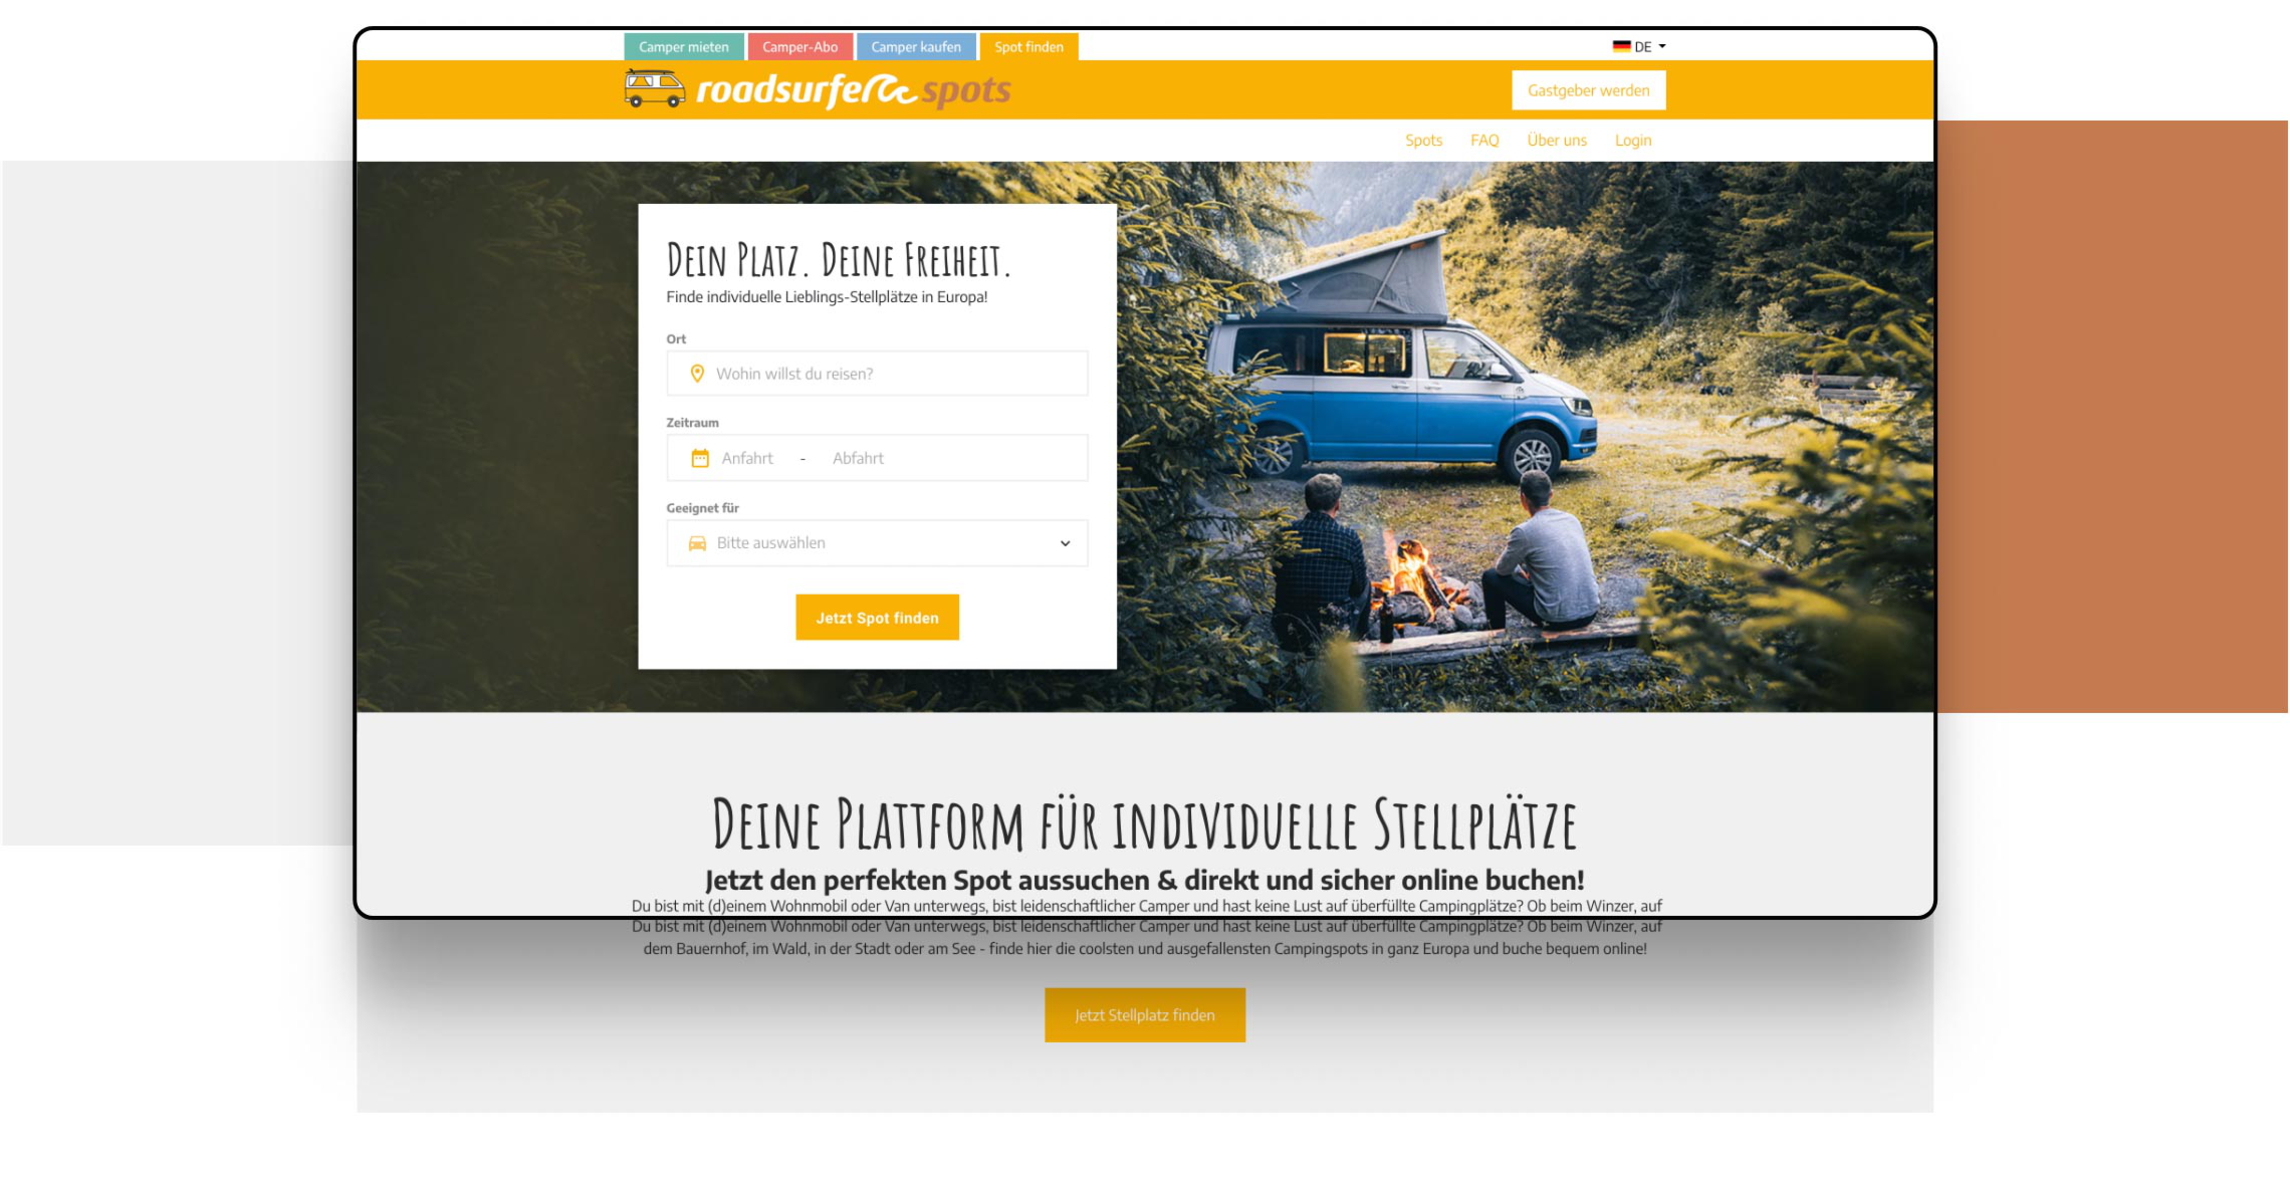 Camper mieten Camper-Abo Camper kaufen Spot finden DE
roadsurfer spots Gastgeber werden
Spots FAQ Über uns Login
Dein Platz. Deine Freiheit.
Finde individuelle Lieblings-Stellplätze in Europa!
Ort
Wohin willst du reisen?
Zeitraum
Anfahrt - Abfahrt
Geeignet für
Bitte auswählen
Jetzt Spot finden
Deine Plattform für individuelle Stellplätze
Jetzt den perfekten Spot aussuchen & direkt und sicher online buchen!
Du bist mit (d)einem Wohnmobil oder Van unterwegs, bist leidenschaftlicher Camper und hast keine Lust auf überfüllte Campingplätze? Ob beim Winzer, auf
Du bist mit (d)einem Wohnmobil oder Van unterwegs, bist leidenschaftlicher Camper und hast keine Lust auf überfüllte Campingplätze? Ob beim Winzer, auf
dem Bauernhof, im Wald, in der Stadt oder am See - finde hier die coolsten und ausgefallensten Campingspots in ganz Europa und buche bequem online!
Jetzt Stellplatz finden